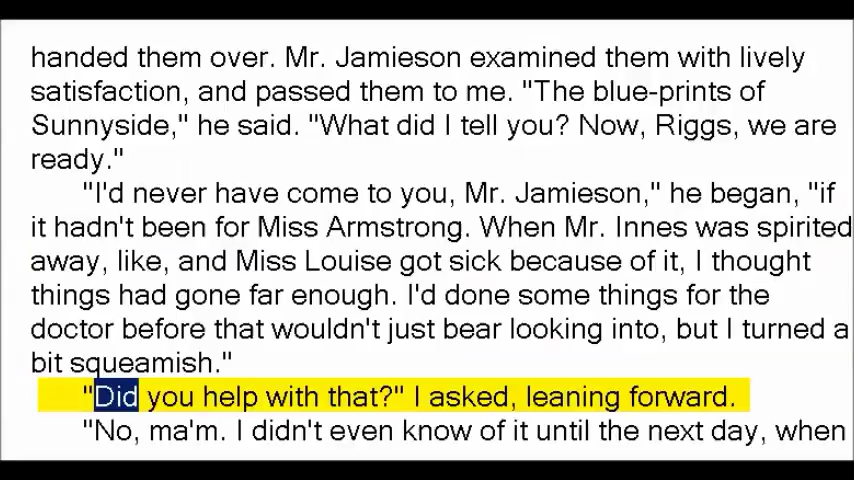 handed them over. Mr. Jamieson examined them with lively
satisfaction, and passed them to me. "The blue-prints of
Sunnyside," he said. "What did I tell you? Now, Riggs, we are
ready."
"I'd never have come to you, Mr. Jamieson," he began, "if
it hadn't been for Miss Armstrong. When Mr. Innes was spirited
away, like, and Miss Louise got sick because of it, I thought
things had gone far enough. I'd done some things for the
doctor before that wouldn't just bear looking into, but I turned a
bit squeamish."
"Did you help with that?" I asked, leaning forward.
"No, ma'm. I didn't even know of it until the next day, when